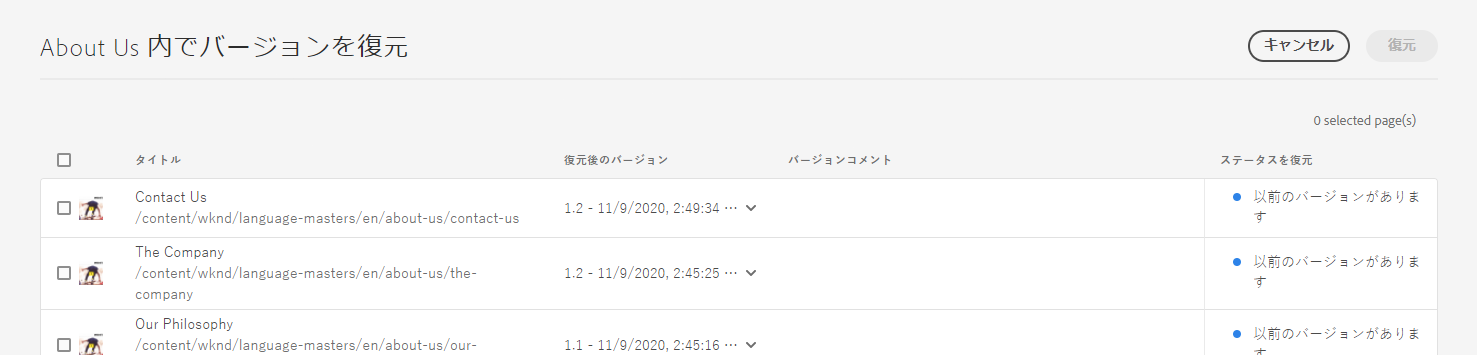 About Us 内でバージョンを復元
キャンセル
復元
0 selected page(s)
タイトル
復元後のバージョン
バージョンコメント
ステータスを復元
Contact Us
/content/wknd/language-masters/en/about-us/contact-us
1.2 - 11/9/2020, 2:49:34 ...
以前のバージョンがありま
す
The Company
/content/wknd/language-masters/en/about-us/the-
company
1.2 - 11/9/2020, 2:45:25 ...
以前のバージョンがありま
す
Our Philosophy
/content/wknd/language-masters/en/about-us/our-
1.1 - 11/9/2020, 2:45:16 ...
以前のバージョンがありま